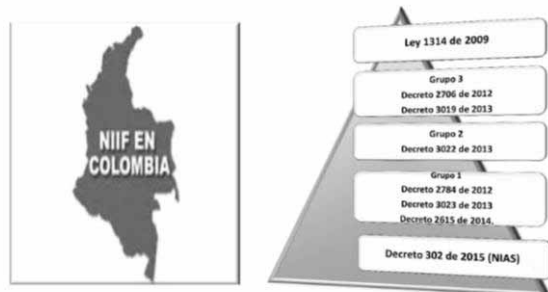 NIIF EN
COLOMBIA
Ley 1314 de 2009
Grupo 3
Decreto 2706 de 2012
Decreto 3019 de 2013
Grupo 2
Decreto 3022 de 2013
Grupo 1
Decreto 2784 de 2012
Decreto 3023 de 2013
Decreto 2615 de 2014.
Decreto 302 de 2015 (NIAS)